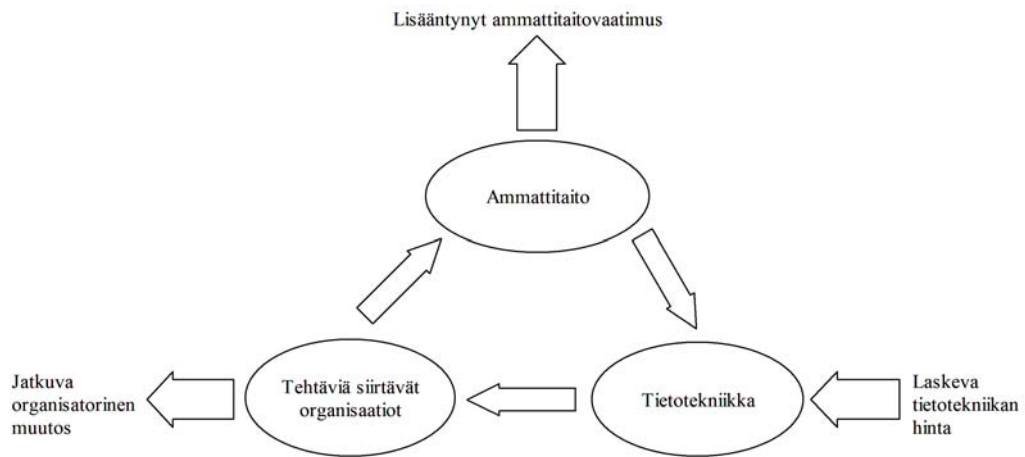 Lisääntynyt ammattitaitovaatimus
Ammattitaito
Jatkuva
organisatorinen
muutos
Tehtäviä siirtävät
organisaatiot
Tietotekniikka
Laskeva
tietotekniikan
hinta